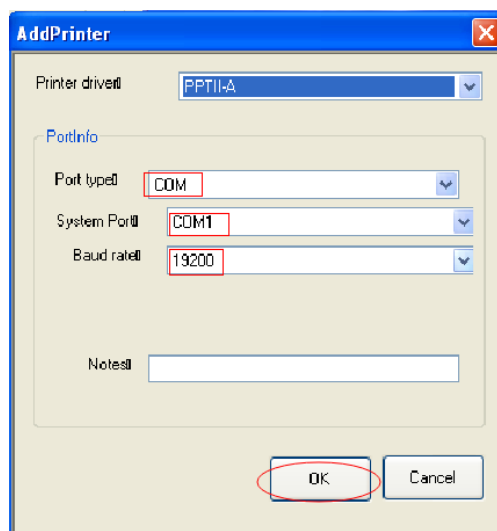 AddPrinter
Printer driver▯ PPTII-A
PortInfo
Port type▯ COM
System Port▯ COM1
Baud rate▯ 19200
Notes▯
OK Cancel